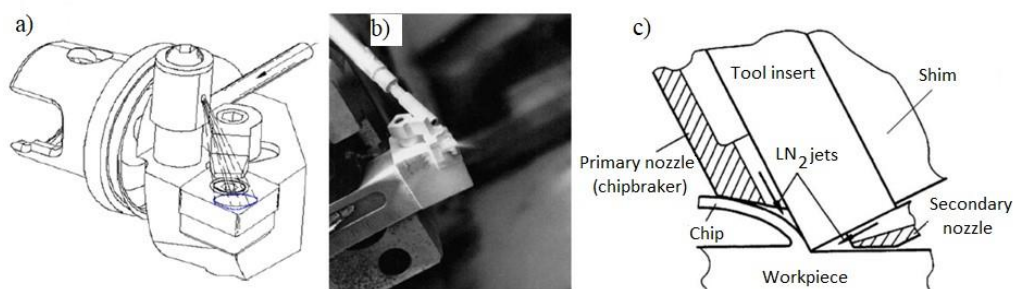 a)
b)
c)
Tool insert
Shim
Primary nozzle
(chipbraker)
LN2 jets
Chip
Secondary
nozzle
Workpiece